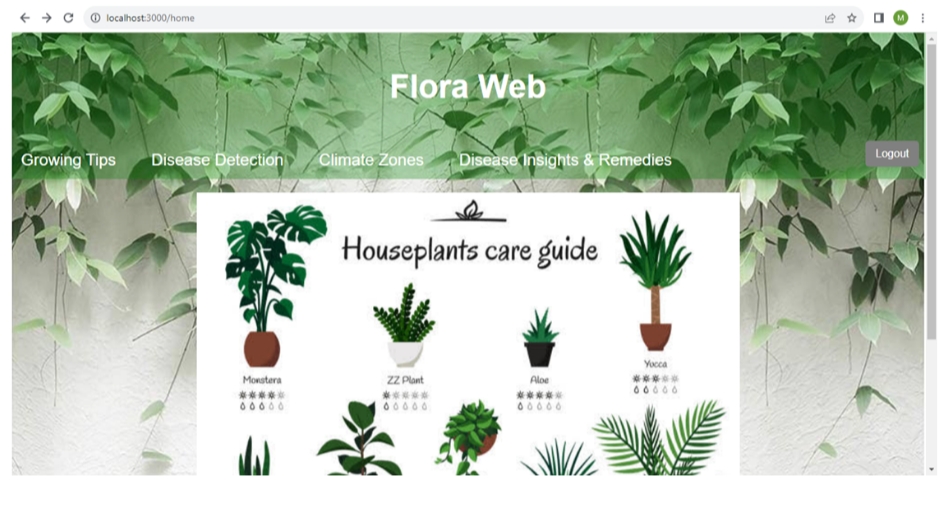 localhost:3000/home
M
Flora Web
Growing Tips Disease Detection Climate Zones Disease Insights & Remedies Logout
Houseplants care guide
Monstera ZZ Plant Aloe Yucca